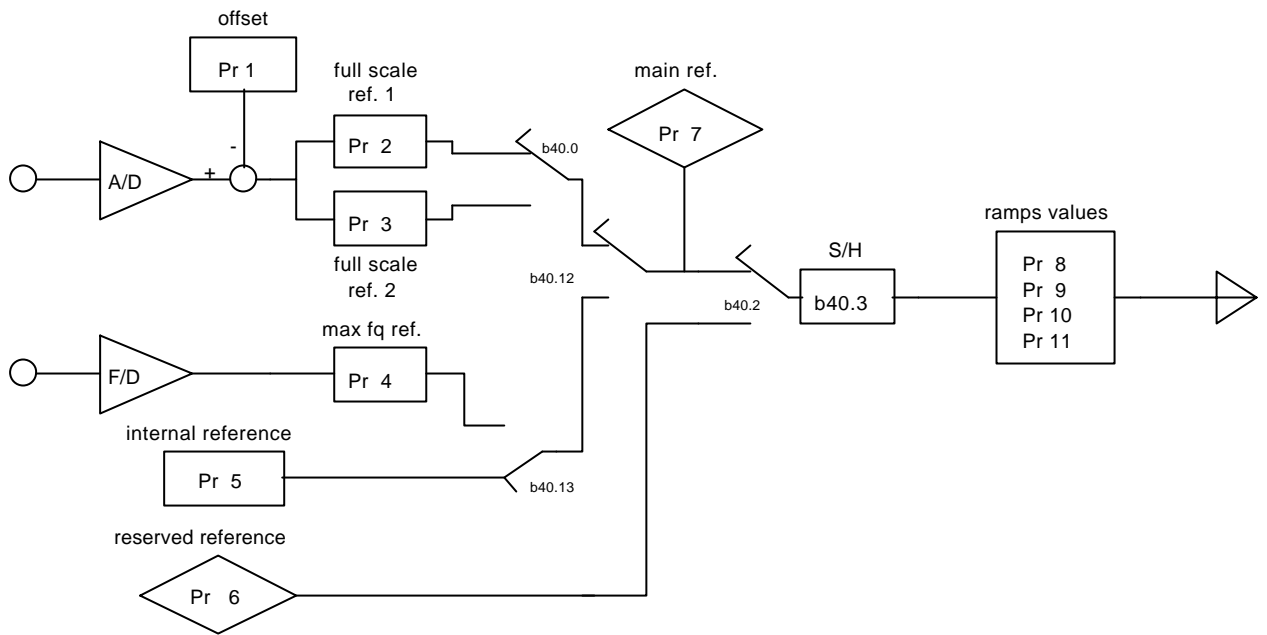 offset
Pr 1
full scale
ref. 1
main ref.
Pr 2
Pr 7
b40.0
-
+
A/D
Pr 3
ramps values
full scale
ref. 2
S/H
Pr 8
Pr 9
Pr 10
Pr 11
b40.12
b40.2
b40.3
max fq ref.
F/D
Pr 4
internal reference
Pr 5
b40.13
reserved reference
Pr 6